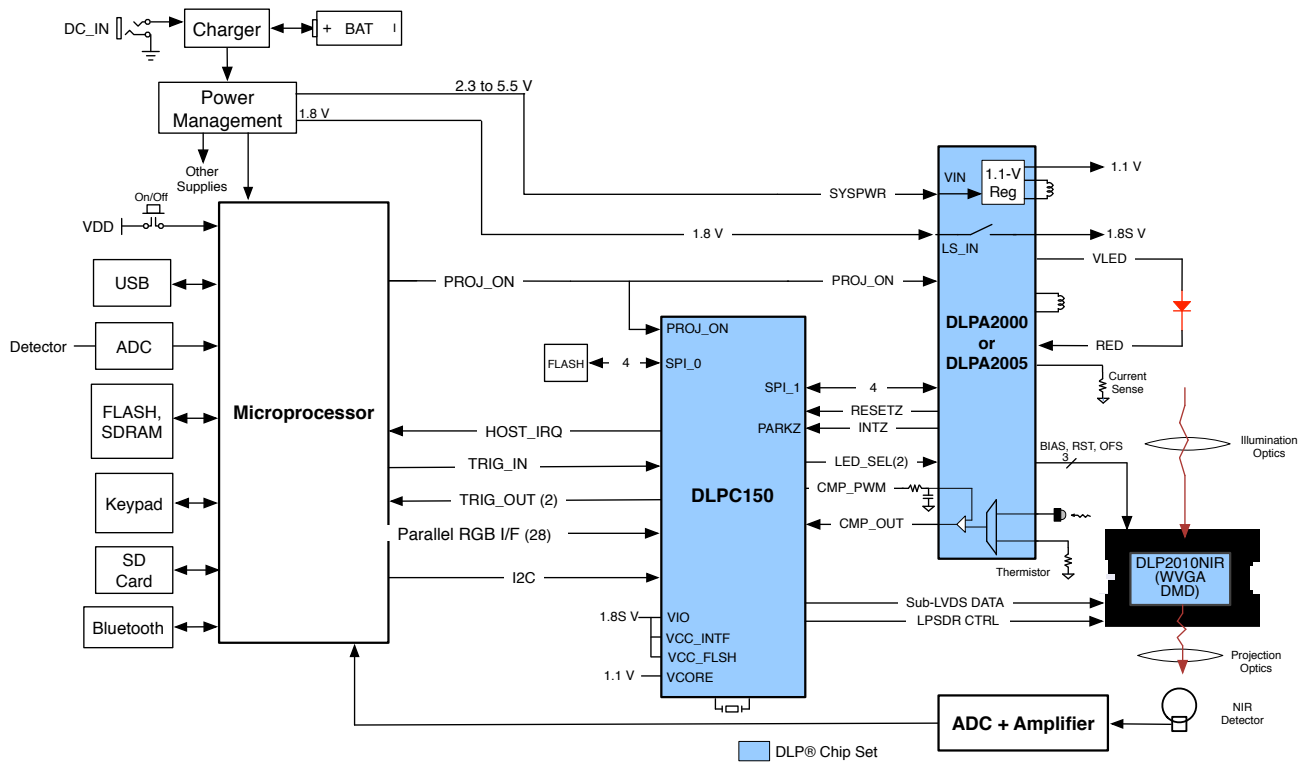 DC_IN
Charger
+ BAT
2.3 to 5.5 V
Power
Management
1.8 V
Other
Supplies
On/Off
VDD
SYSPWR
VIN
1.1-V
Reg
1.1 V
1.8 V
LS_IN
1.8S V
USB
PROJ_ON
PROJ_ON
VLED
Detector
ADC
PROJ_ON
DLPA2000
or
DLPA2005
RED
FLASH
4
SPI_0
Current
Sense
FLASH,
SDRAM
Microprocessor
SPI_1
4
RESETZ
PARKZ
INTZ
HOST_IRQ
BIAS, RST, OFS
3
Illumination
Optics
TRIG_IN
LED_SEL(2)
Keypad
TRIG_OUT (2)
DLPC150
CMP_PWM
CMP_OUT
Parallel RGB I/F (28)
SD
Card
I2C
Thermistor
DLP2010NIR
(WVGA
DMD)
Bluetooth
Sub-LVDS DATA
LPSDR CTRL
1.8S V
VIO
VCC_INTF
VCC_FLSH
1.1 V
VCORE
Projection
Optics
ADC + Amplifier
NIR
Detector
DLP® Chip Set